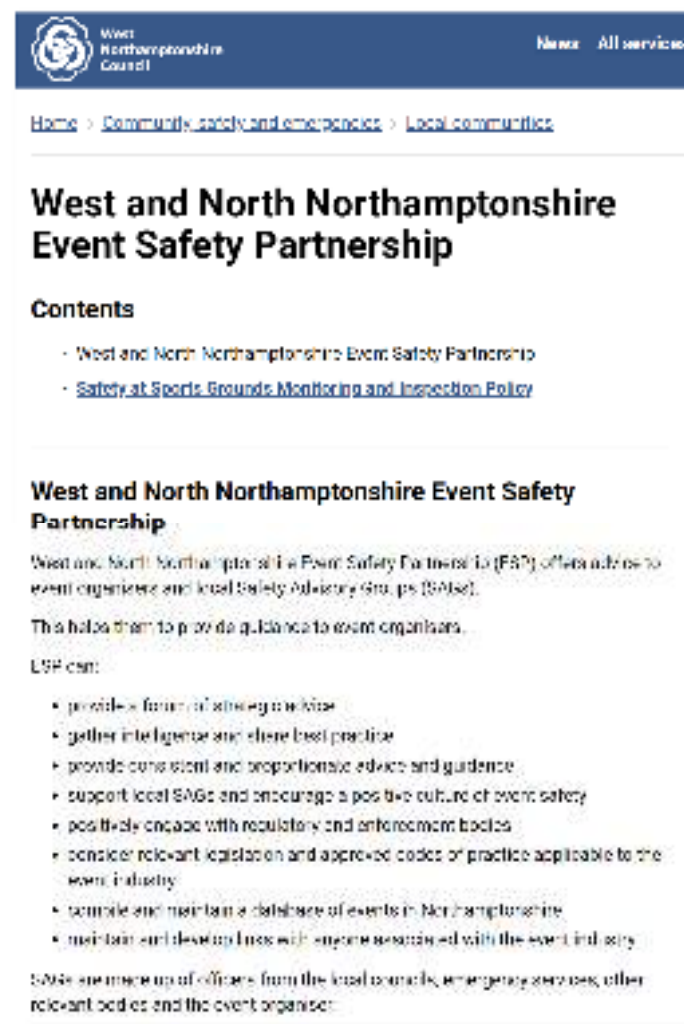 West
Northamptonshire
Council
News All services
Home > Community, safety and emergencies > Local communities
West and North Northamptonshire
Event Safety Partnership
Contents
• West and North Northamptonshire Event Safety Partnership
• Safety at Sports Grounds Monitoring and Inspection Policy
West and North Northamptonshire Event Safety
Partnership
West and North Northamptonshire Event Safety Partnership (ESP) offers advice to
event organisers and local Safety Advisory Groups (SAGs).
This helps them to provide guidance to event organisers.
ESP can:
• provide a forum of strategic advice
• gather intelligence and share best practice
• provide consistent and proportionate advice and guidance
• support local SAGs and encourage a positive culture of event safety
• positively engage with regulatory and enforcement bodies
• consider relevant legislation and approved codes of practice applicable to the
event industry
• compile and maintain a database of events in Northamptonshire
• maintain and develop links with anyone associated with the event industry
SAGs are made up of officers from the local councils, emergency services, other
relevant bodies and the event organiser.